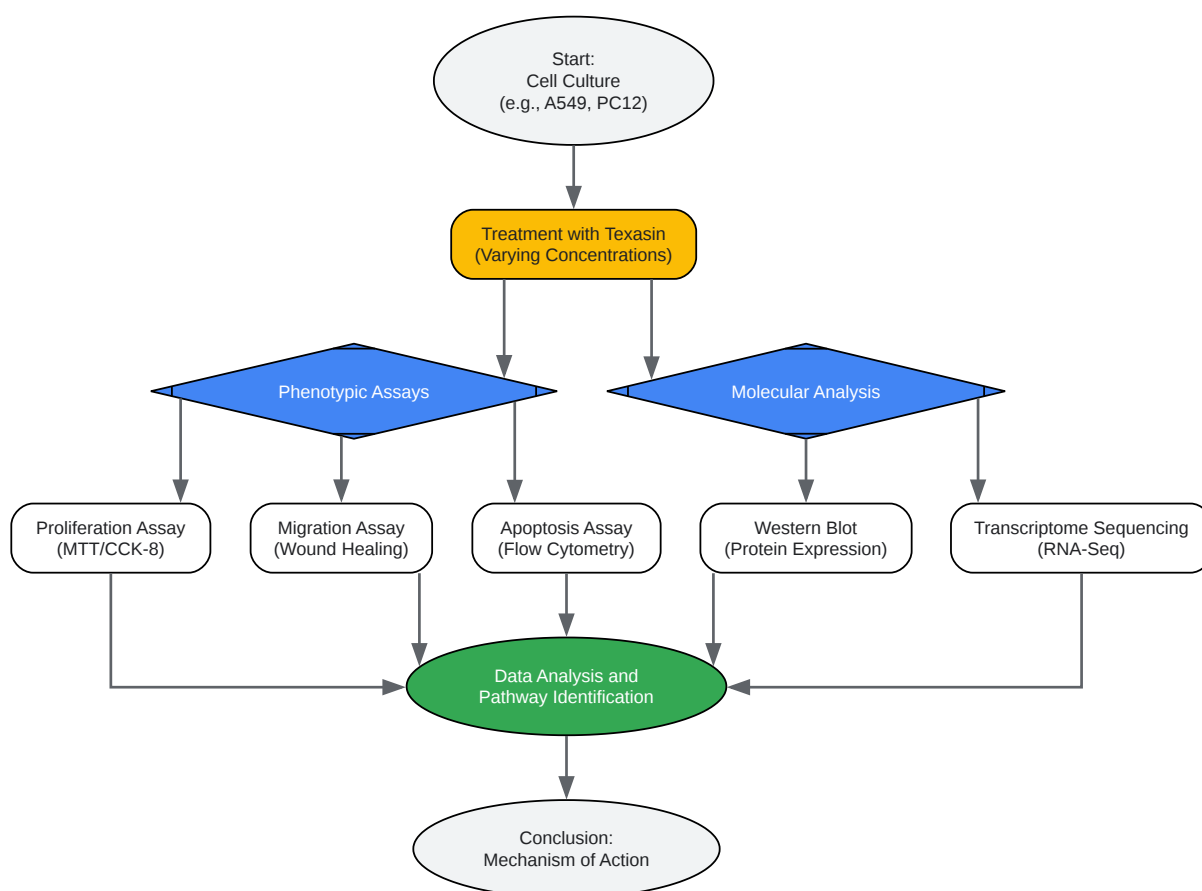 Start:
Cell Culture
(e.g., A549, PC12)
Treatment with Texasin
(Varying Concentrations)
Phenotypic Assays
Molecular Analysis
Proliferation Assay
(MTT/CCK-8)
Migration Assay
(Wound Healing)
Apoptosis Assay
(Flow Cytometry)
Western Blot
(Protein Expression)
Transcriptome Sequencing
(RNA-Seq)
Data Analysis and
Pathway Identification
Conclusion:
Mechanism of Action